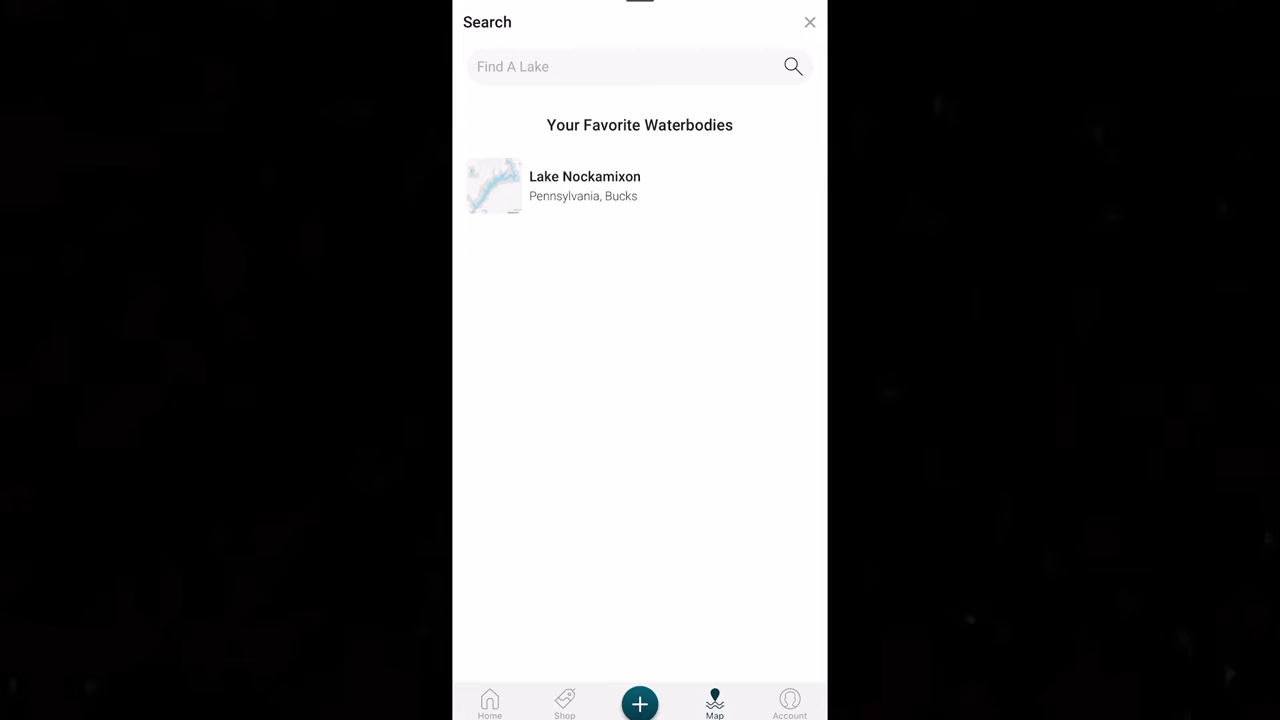 Search
Find A Lake
Your Favorite Waterbodies
Lake Nockamixon
Pennsylvania, Bucks
Home
Shop
Map
Account